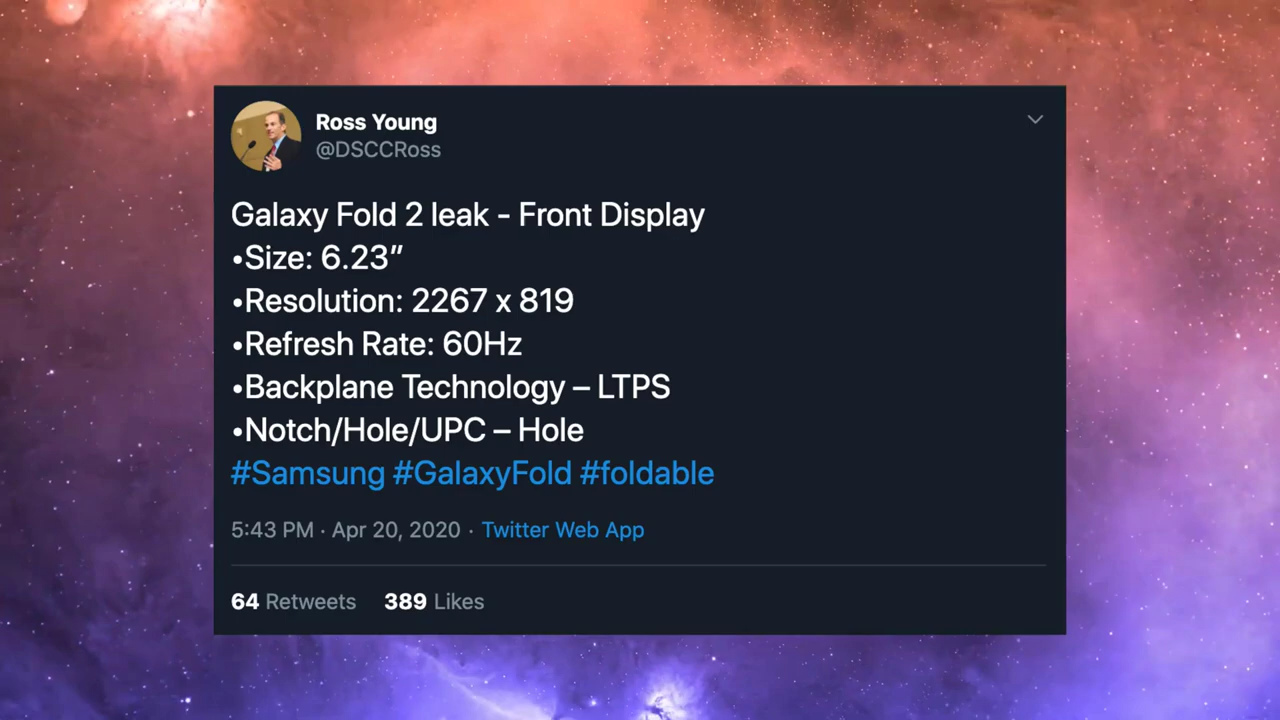 Ross Young
@DSCCRoss
Galaxy Fold 2 leak - Front Display
•Size: 6.23”
•Resolution: 2267 x 819
•Refresh Rate: 60Hz
•Backplane Technology – LTPS
•Notch/Hole/UPC – Hole
#Samsung #GalaxyFold #foldable
5:43 PM · Apr 20, 2020 · Twitter Web App
64 Retweets 389 Likes